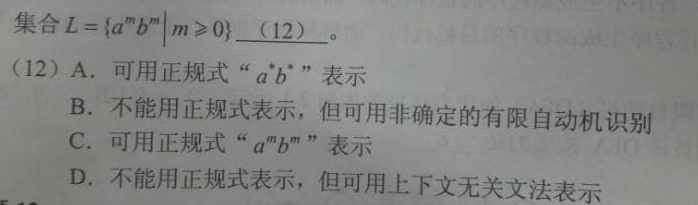 集合 L = {aᵐbᵐ | m ⩾ 0} （12） 。
（12）A．可用正规式“a*b*”表示
B．不能用正规式表示，但可用非确定的有限自动机识别
C．可用正规式“aᵐbᵐ”表示
D．不能用正规式表示，但可用上下文无关文法表示